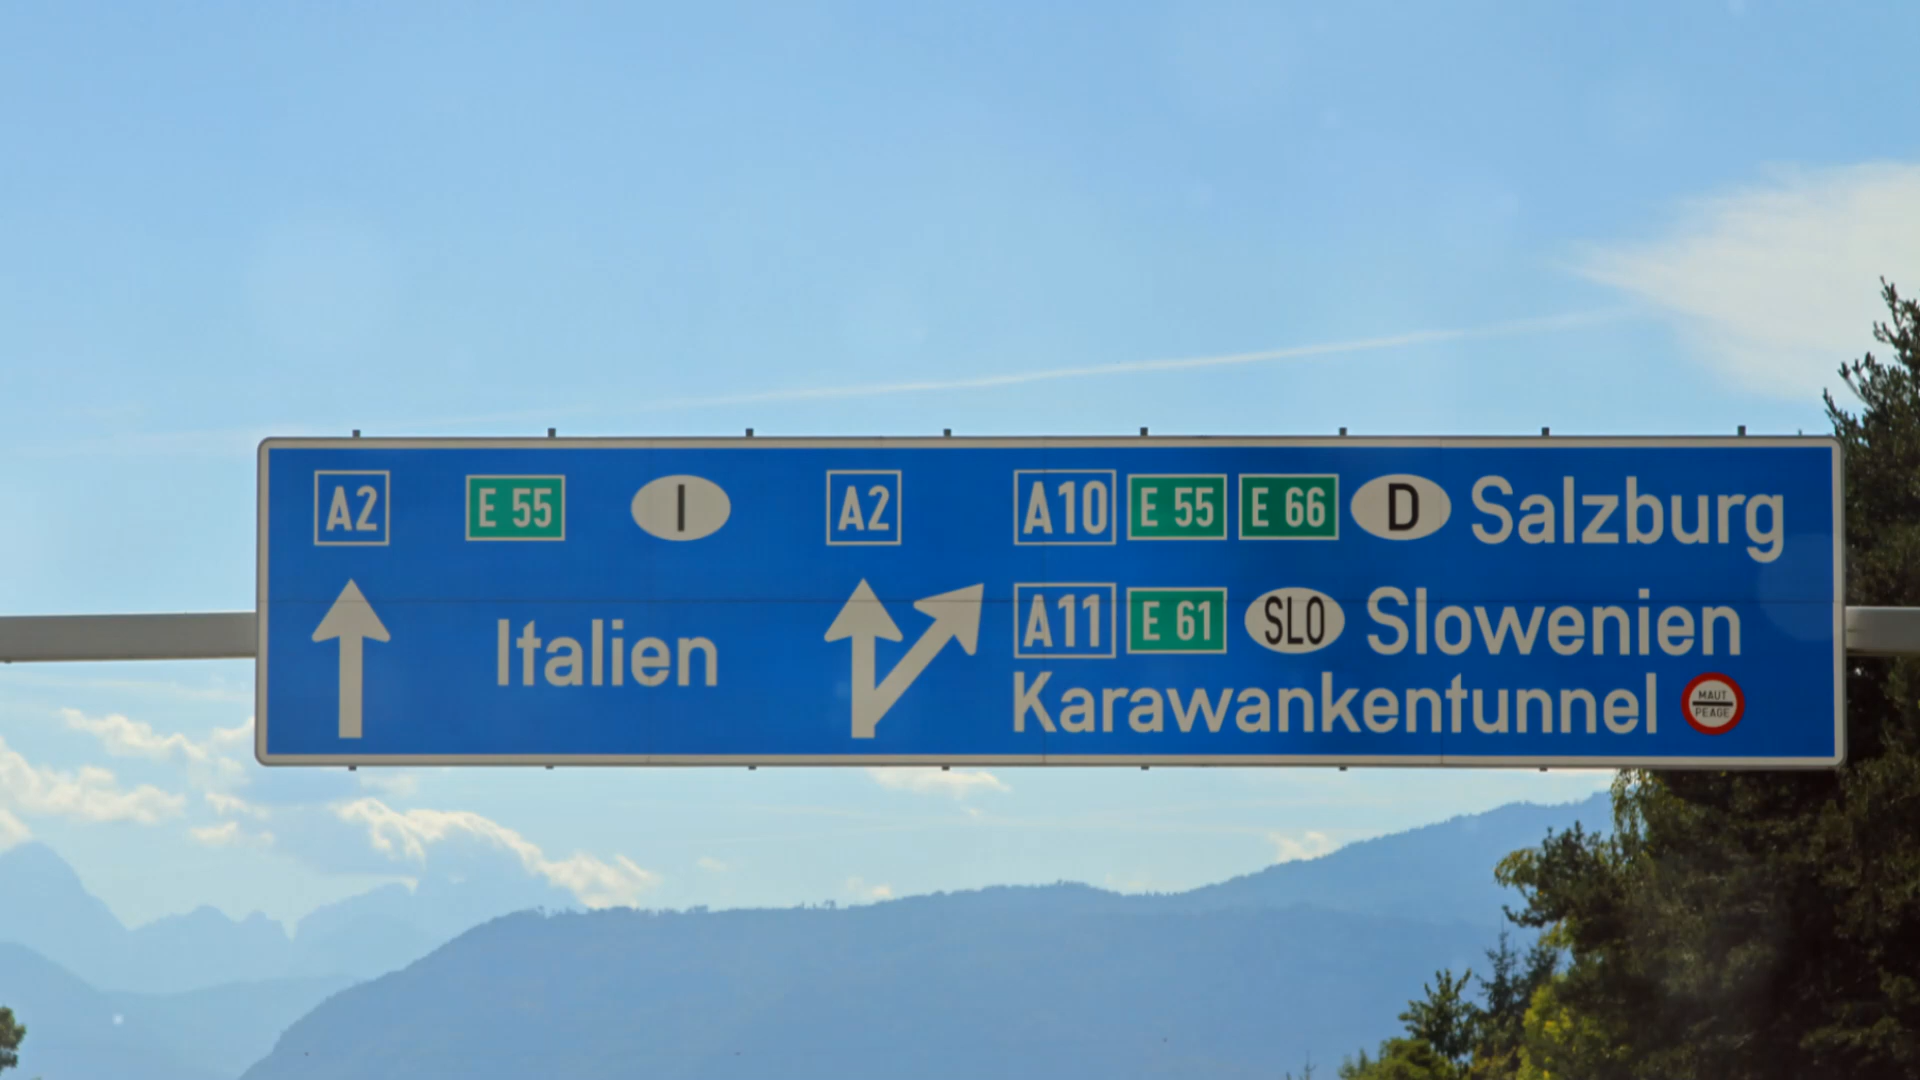 A2 E 55 I
Italien
A2
A10 E 55 E 66 D Salzburg
A11 E 61 SLO Slowenien
Karawankentunnel MAUT PEAGE